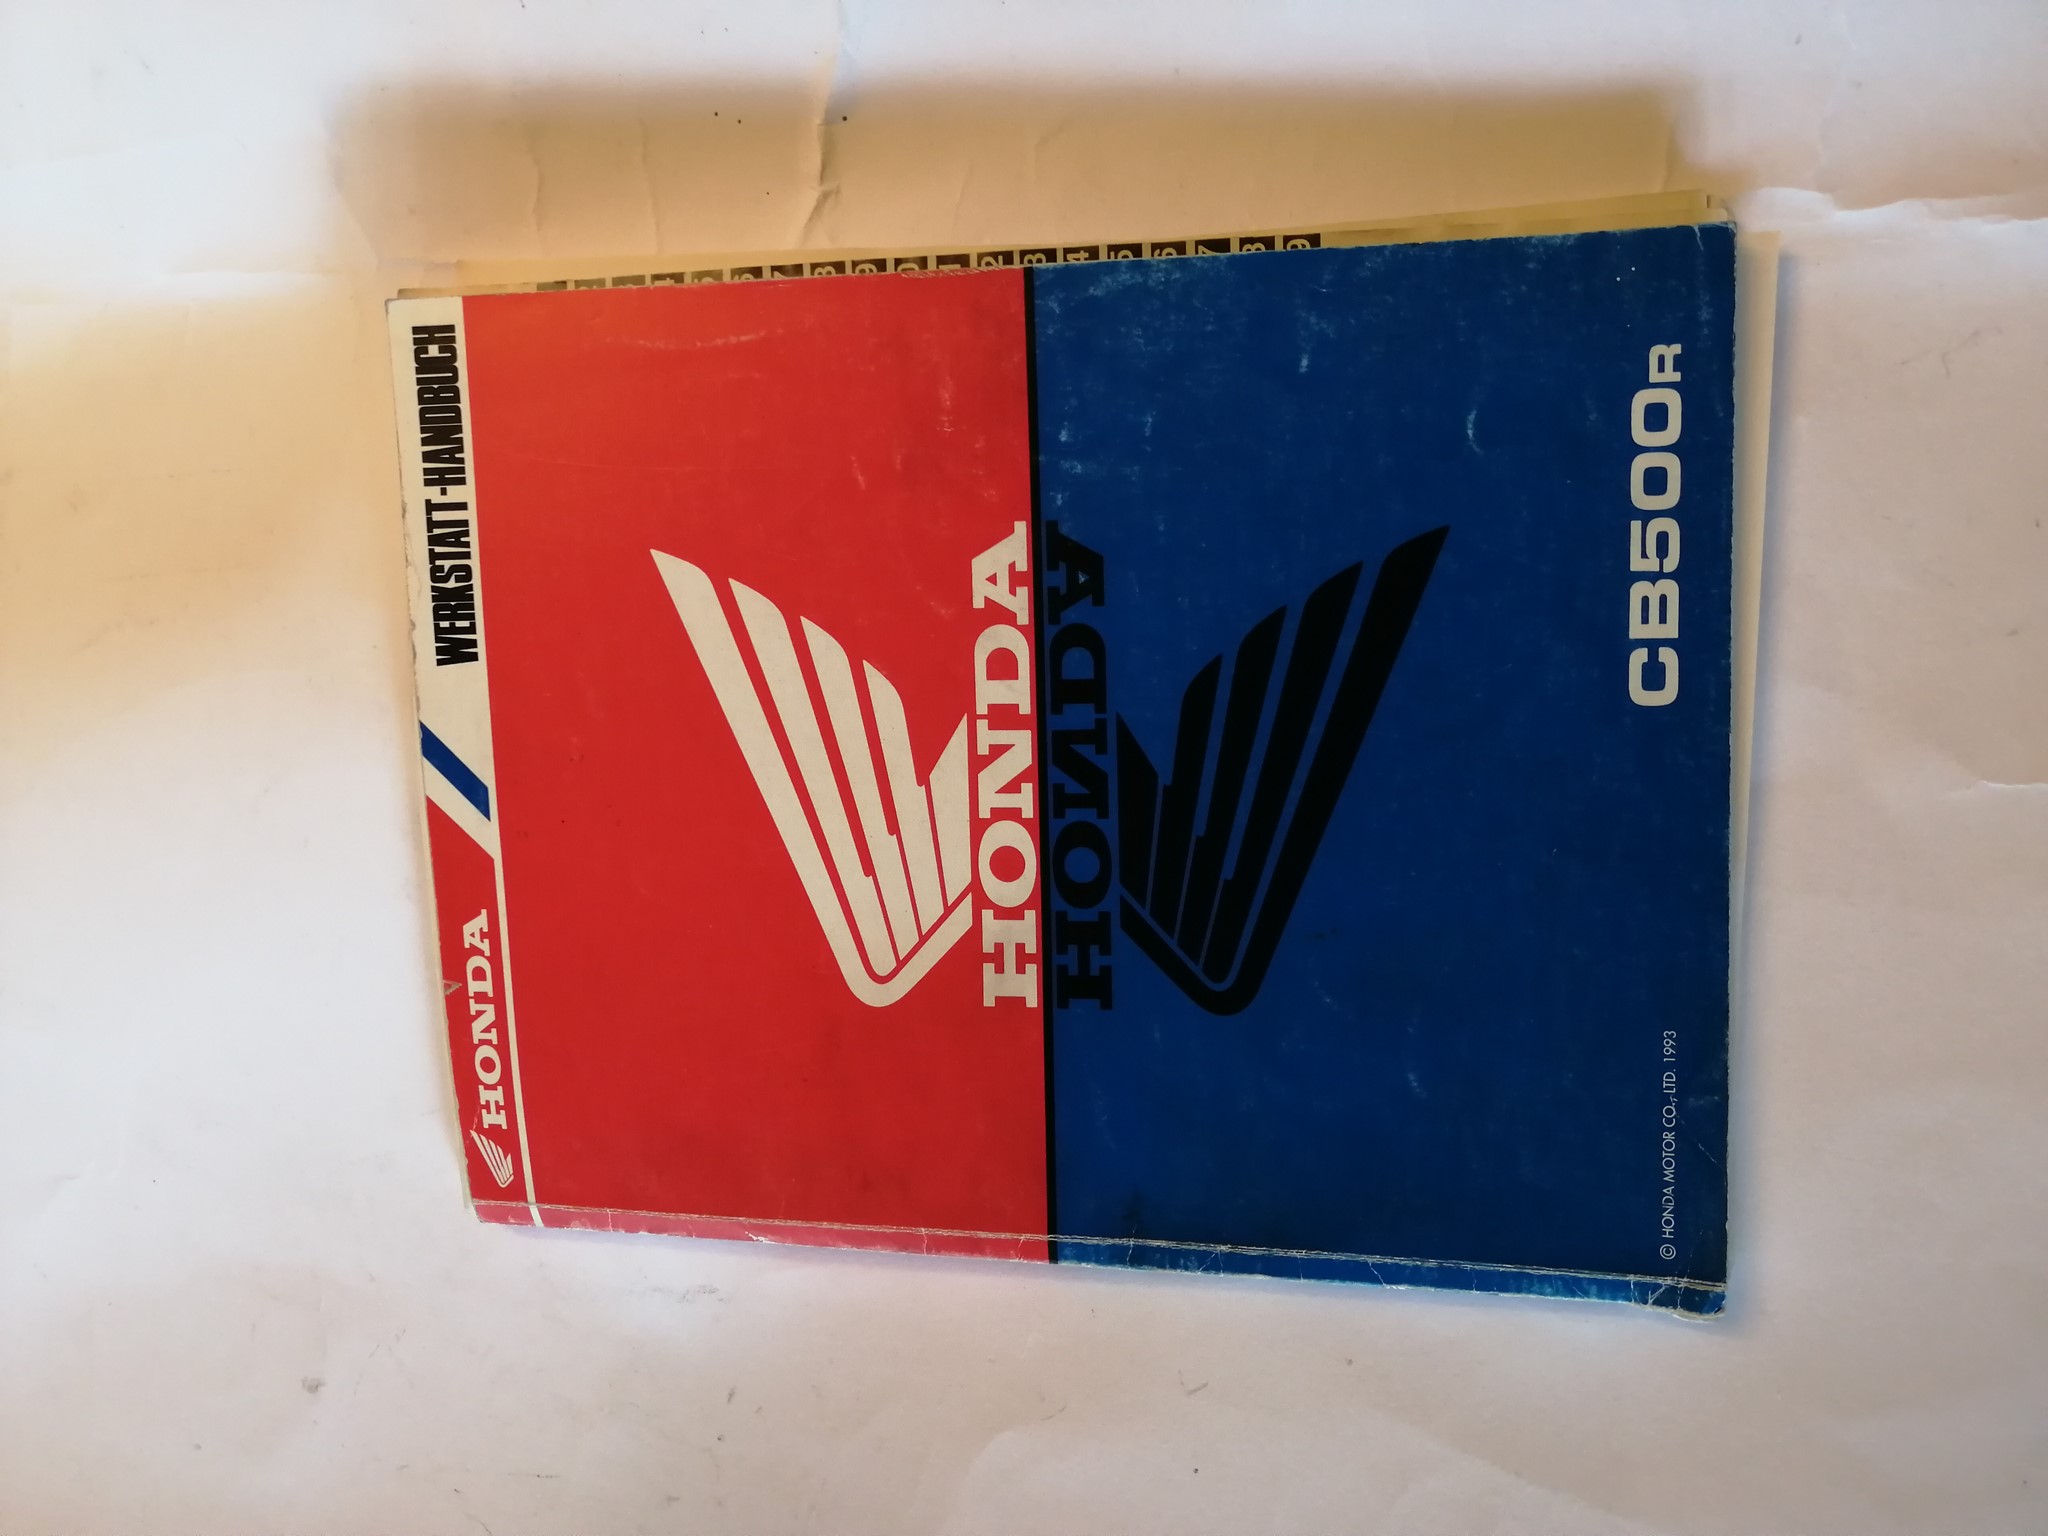 HONDA WERKSTATT-HANDBUCH
HONDA
HONDA
CB500R
© HONDA MOTOR CO., LTD. 1993